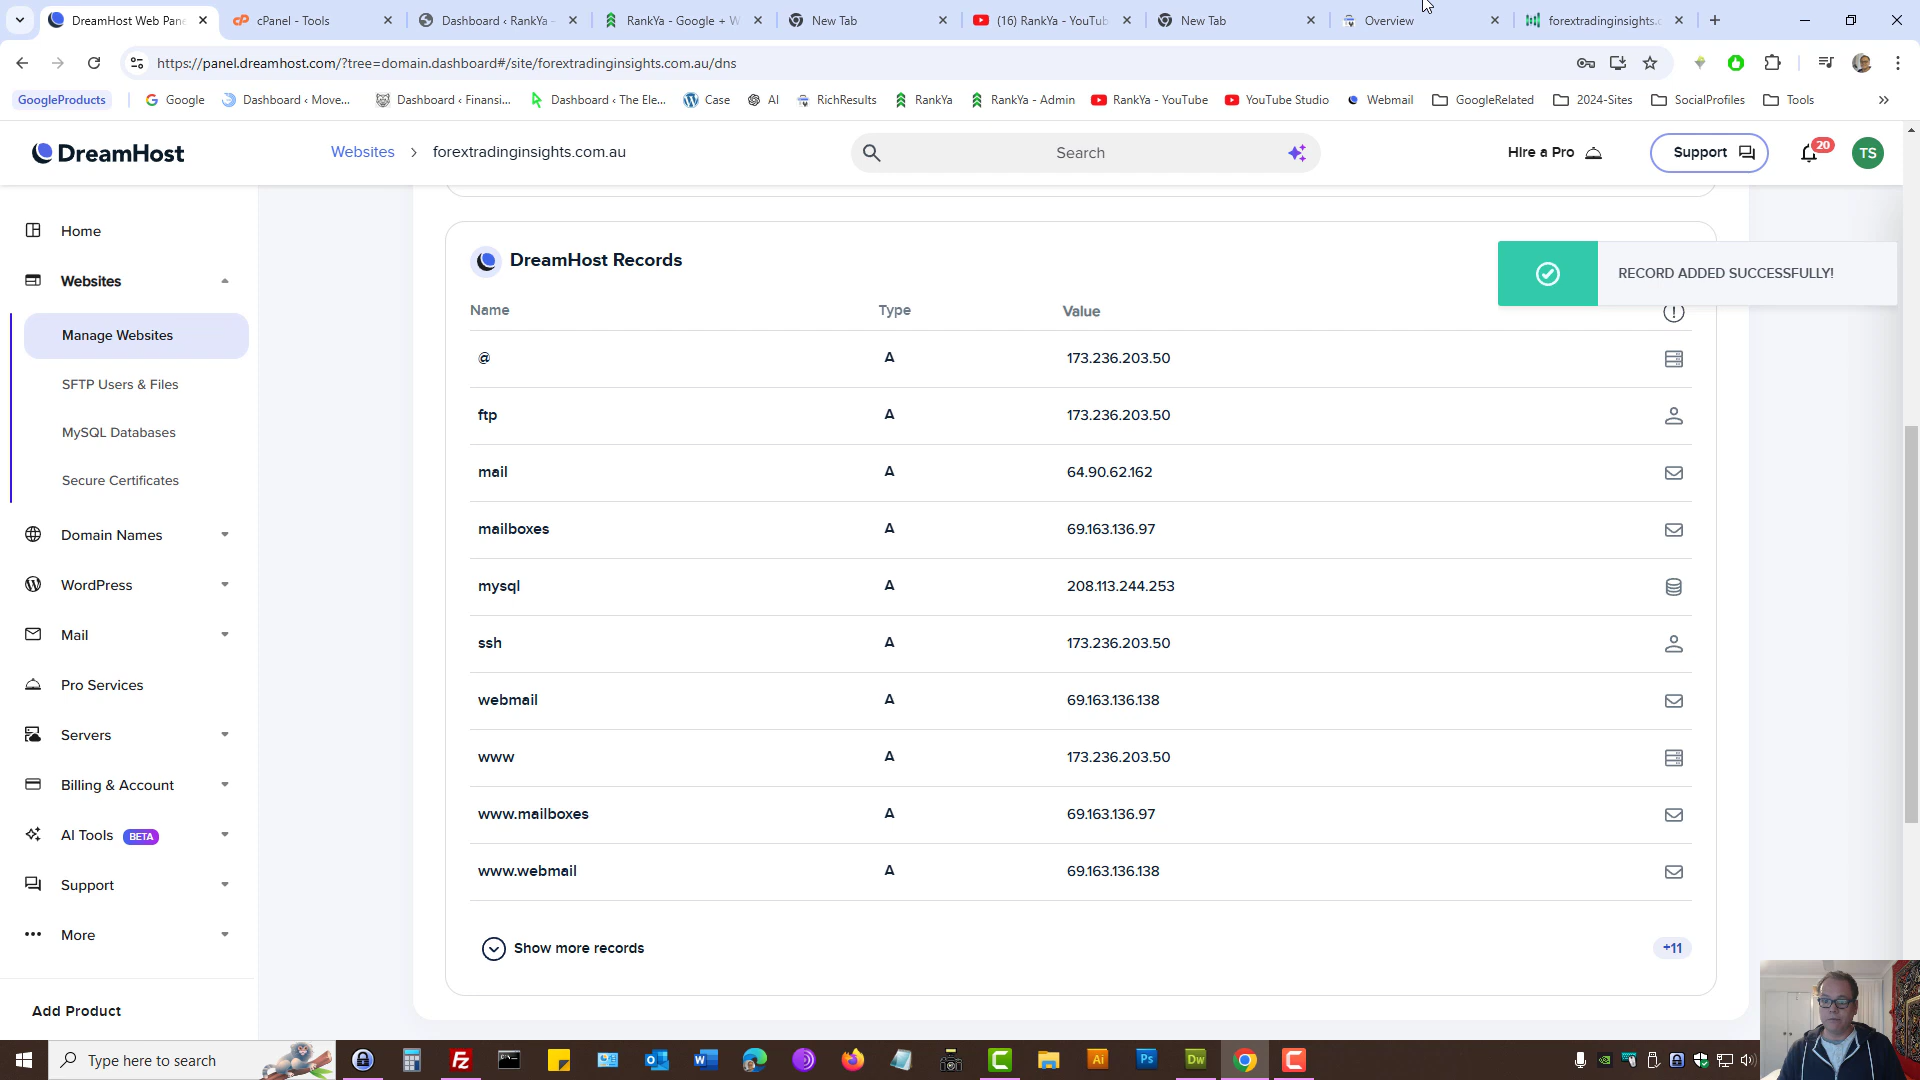 DreamHost Web Pan
cPanel - Tools
Dashboard ‹ RankYa -
RankYa - Google + W
New Tab
(16) RankYa - YouTub
New Tab
Overview
forextradinginsights.c
https://panel.dreamhost.com/?tree=domain.dashboard#/site/forextradinginsights.com.au/dns
GoogleProducts
Google
Dashboard ‹ Move...
Dashboard ‹ Finansi...
Dashboard ‹ The Ele...
Case
AI
RichResults
RankYa
RankYa - Admin
RankYa - YouTube
YouTube Studio
Webmail
GoogleRelated
2024-Sites
SocialProfiles
Tools
»
DreamHost
Websites > forextradinginsights.com.au
Search
Hire a Pro
Support
20
TS
Home
Websites
Manage Websites
SFTP Users & Files
MySQL Databases
Secure Certificates
Domain Names
WordPress
Mail
Pro Services
Servers
Billing & Account
AI Tools BETA
Support
More
Add Product
DreamHost Records
RECORD ADDED SUCCESSFULLY!
Name Type Value
@ A 173.236.203.50
ftp A 173.236.203.50
mail A 64.90.62.162
mailboxes A 69.163.136.97
mysql A 208.113.244.253
ssh A 173.236.203.50
webmail A 69.163.136.138
www A 173.236.203.50
www.mailboxes A 69.163.136.97
www.webmail A 69.163.136.138
Show more records
+11
Type here to search